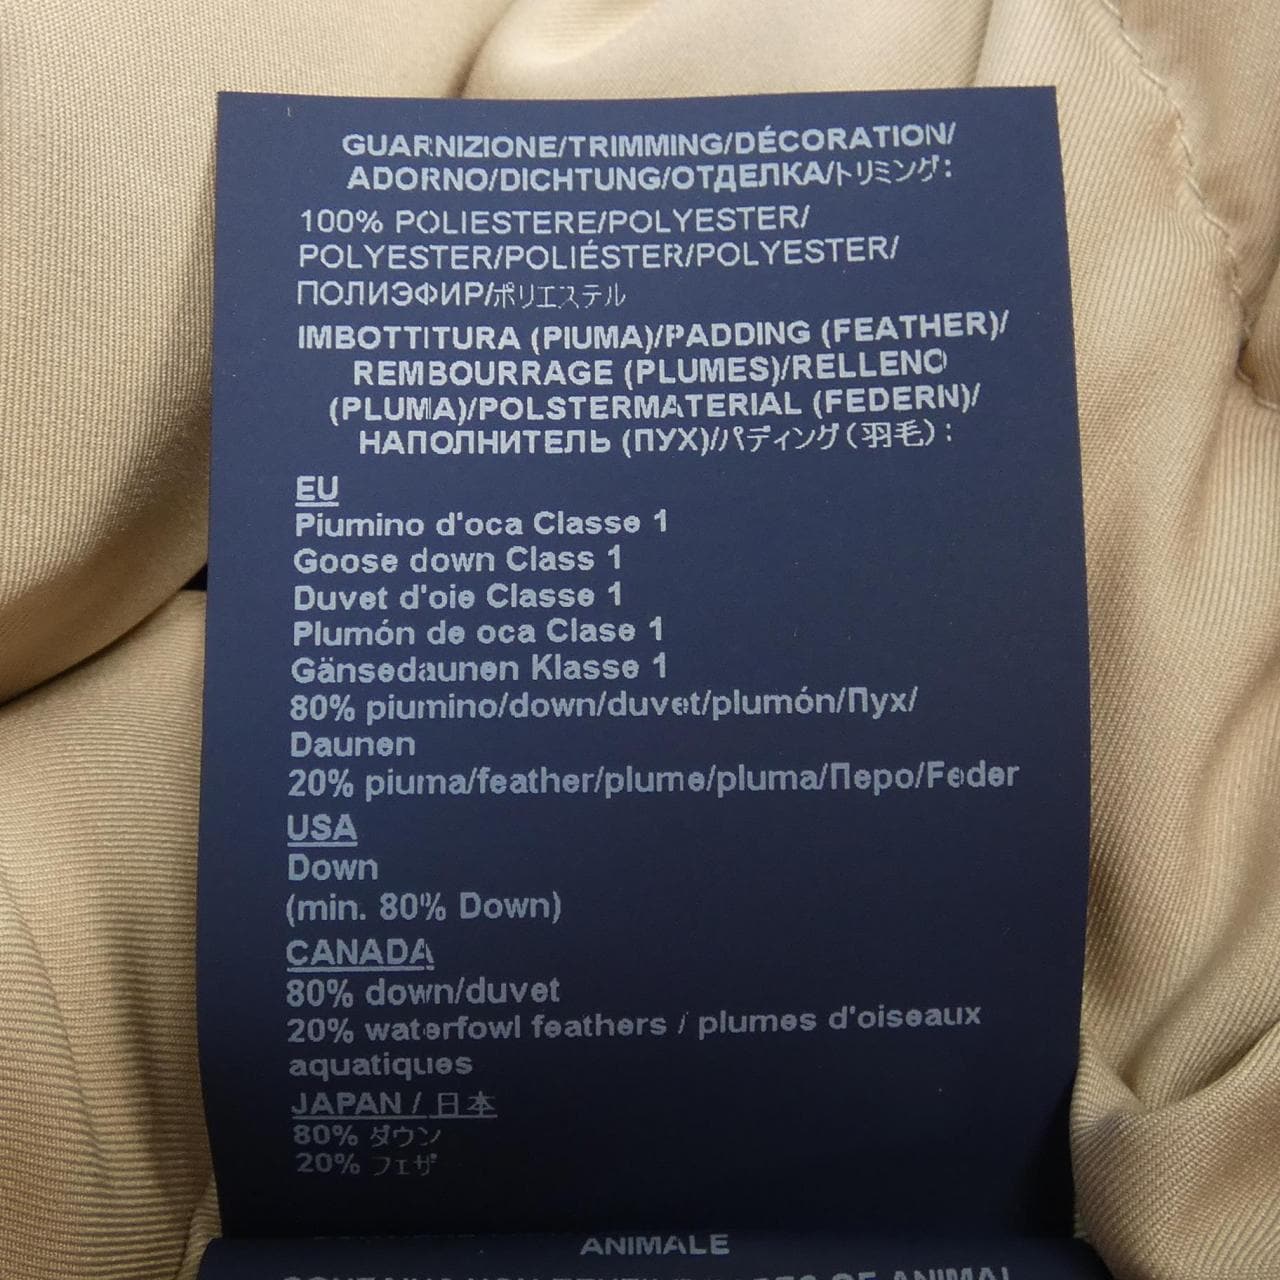 GUARNIZIONE/TRIMMING/DÉCORATION/
ADORNO/DICHTUNG/ОТДЕЛКА/トリミング:
100% POLIESTERE/POLYESTER/
POLYESTER/POLIÉSTER/POLYESTER/
ПОЛИЭФИР/ポリエステル
IMBOTTITURA (PIUMA)/PADDING (FEATHER)/
REMBOURRAGE (PLUMES)/RELLENO
(PLUMA)/POLSTERMATERIAL (FEDERN)/
НАПОЛНИТЕЛЬ (ПУХ)/パディング(羽毛):
EU
Piumino d'oca Classe 1
Goose down Class 1
Duvet d'oie Classe 1
Plumón de oca Clase 1
Gänsedaunen Klasse 1
80% piumino/down/duvet/plumón/Пух/
Daunen
20% piuma/feather/plume/pluma/Перо/Feder
USA
Down
(min. 80% Down)
CANADA
80% down/duvet
20% waterfowl feathers / plumes d'oiseaux
aquatiques
JAPAN / 日本
80% ダウン
20% フェザ
ANIMALE
OF ANIMAL